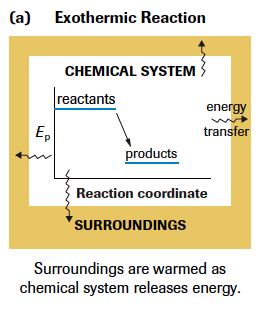 (a) Exothermic Reaction
CHEMICAL SYSTEM
reactants
energy
transfer
Ep
products
Reaction coordinate
SURROUNDINGS
Surroundings are warmed as
chemical system releases energy.